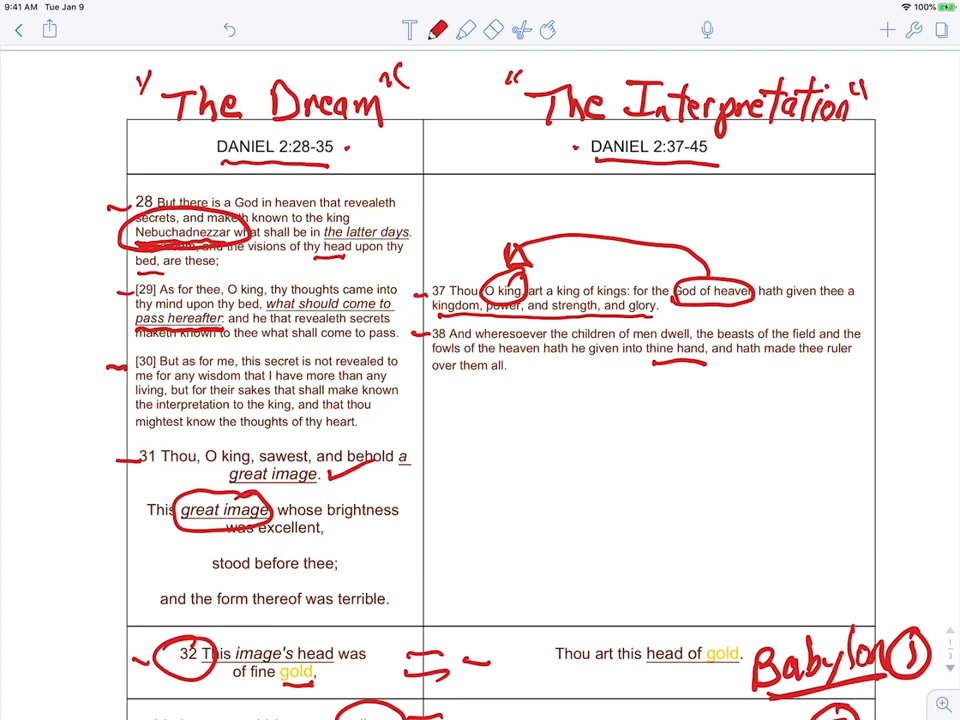 9:41 AM Tue Jan 9
100%
T
"The Dream" "The Interpretation"
DANIEL 2:28-35
DANIEL 2:37-45
28 But there is a God in heaven that revealeth
secrets, and maketh known to the king
Nebuchadnezzar what shall be in the latter days.
and the visions of thy head upon thy
bed, are these;
[29] As for thee, O king, thy thoughts came into
thy mind upon thy bed, what should come to
pass hereafter: and he that revealeth secrets
maketh known to thee what shall come to pass.
[30] But as for me, this secret is not revealed to
me for any wisdom that I have more than any
living, but for their sakes that shall make known
the interpretation to the king, and that thou
mightest know the thoughts of thy heart.
31 Thou, O king, sawest, and behold a
great image.
This great image, whose brightness
was excellent,
stood before thee;
and the form thereof was terrible.
37 Thou, O king, art a king of kings: for the God of heaven hath given thee a
kingdom, power, and strength, and glory.
38 And wheresoever the children of men dwell, the beasts of the field and the
fowls of the heaven hath he given into thine hand, and hath made thee ruler
over them all.
32 This image's head was
of fine gold,
=
Thou art this head of gold.
Babylon 1